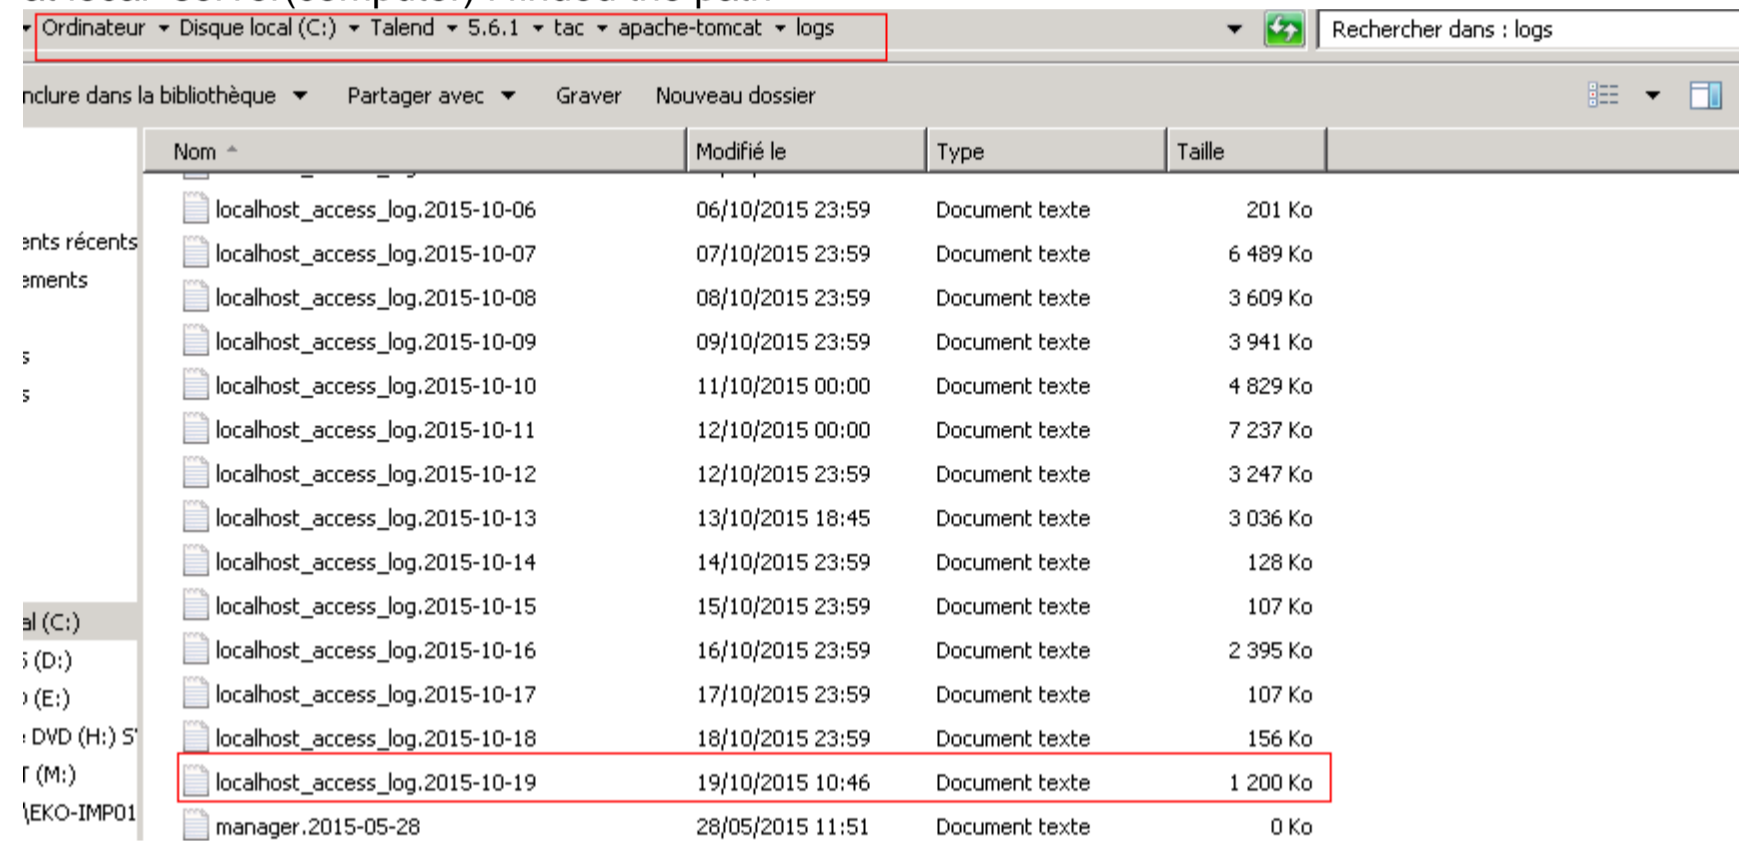 Ordinateur Disque local (C:) Talend 5.6.1 tac apache-tomcat logs Rechercher dans : logs
nclure dans la bibliothèque Partager avec Graver Nouveau dossier
Nom Modifié le Type Taille
localhost_access_log.2015-10-06 06/10/2015 23:59 Document texte 201 Ko
ents récents localhost_access_log.2015-10-07 07/10/2015 23:59 Document texte 6 489 Ko
ements localhost_access_log.2015-10-08 08/10/2015 23:59 Document texte 3 609 Ko
s localhost_access_log.2015-10-09 09/10/2015 23:59 Document texte 3 941 Ko
s localhost_access_log.2015-10-10 11/10/2015 00:00 Document texte 4 829 Ko
localhost_access_log.2015-10-11 12/10/2015 00:00 Document texte 7 237 Ko
localhost_access_log.2015-10-12 12/10/2015 23:59 Document texte 3 247 Ko
localhost_access_log.2015-10-13 13/10/2015 18:45 Document texte 3 036 Ko
localhost_access_log.2015-10-14 14/10/2015 23:59 Document texte 128 Ko
localhost_access_log.2015-10-15 15/10/2015 23:59 Document texte 107 Ko
al (C:)
localhost_access_log.2015-10-16 16/10/2015 23:59 Document texte 2 395 Ko
(D:)
localhost_access_log.2015-10-17 17/10/2015 23:59 Document texte 107 Ko
(E:)
DVD (H:) localhost_access_log.2015-10-18 18/10/2015 23:59 Document texte 156 Ko
(M:) localhost_access_log.2015-10-19 19/10/2015 10:46 Document texte 1 200 Ko
\EKO-IMP01 manager.2015-05-28 28/05/2015 11:51 Document texte 0 Ko